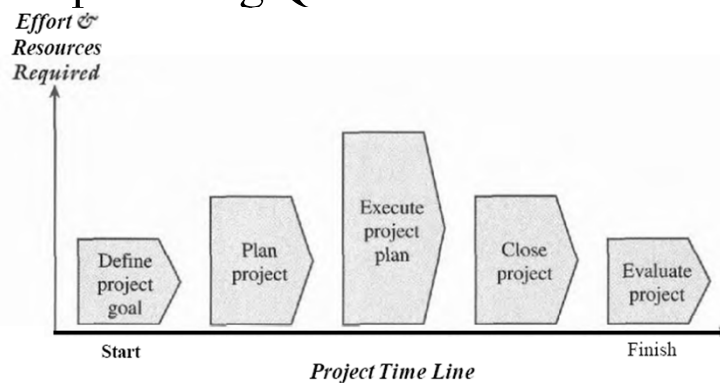 Effort &
Resources
Required
Define
project
goal
Plan
project
Execute
project
plan
Close
project
Evaluate
project
Start
Finish
Project Time Line